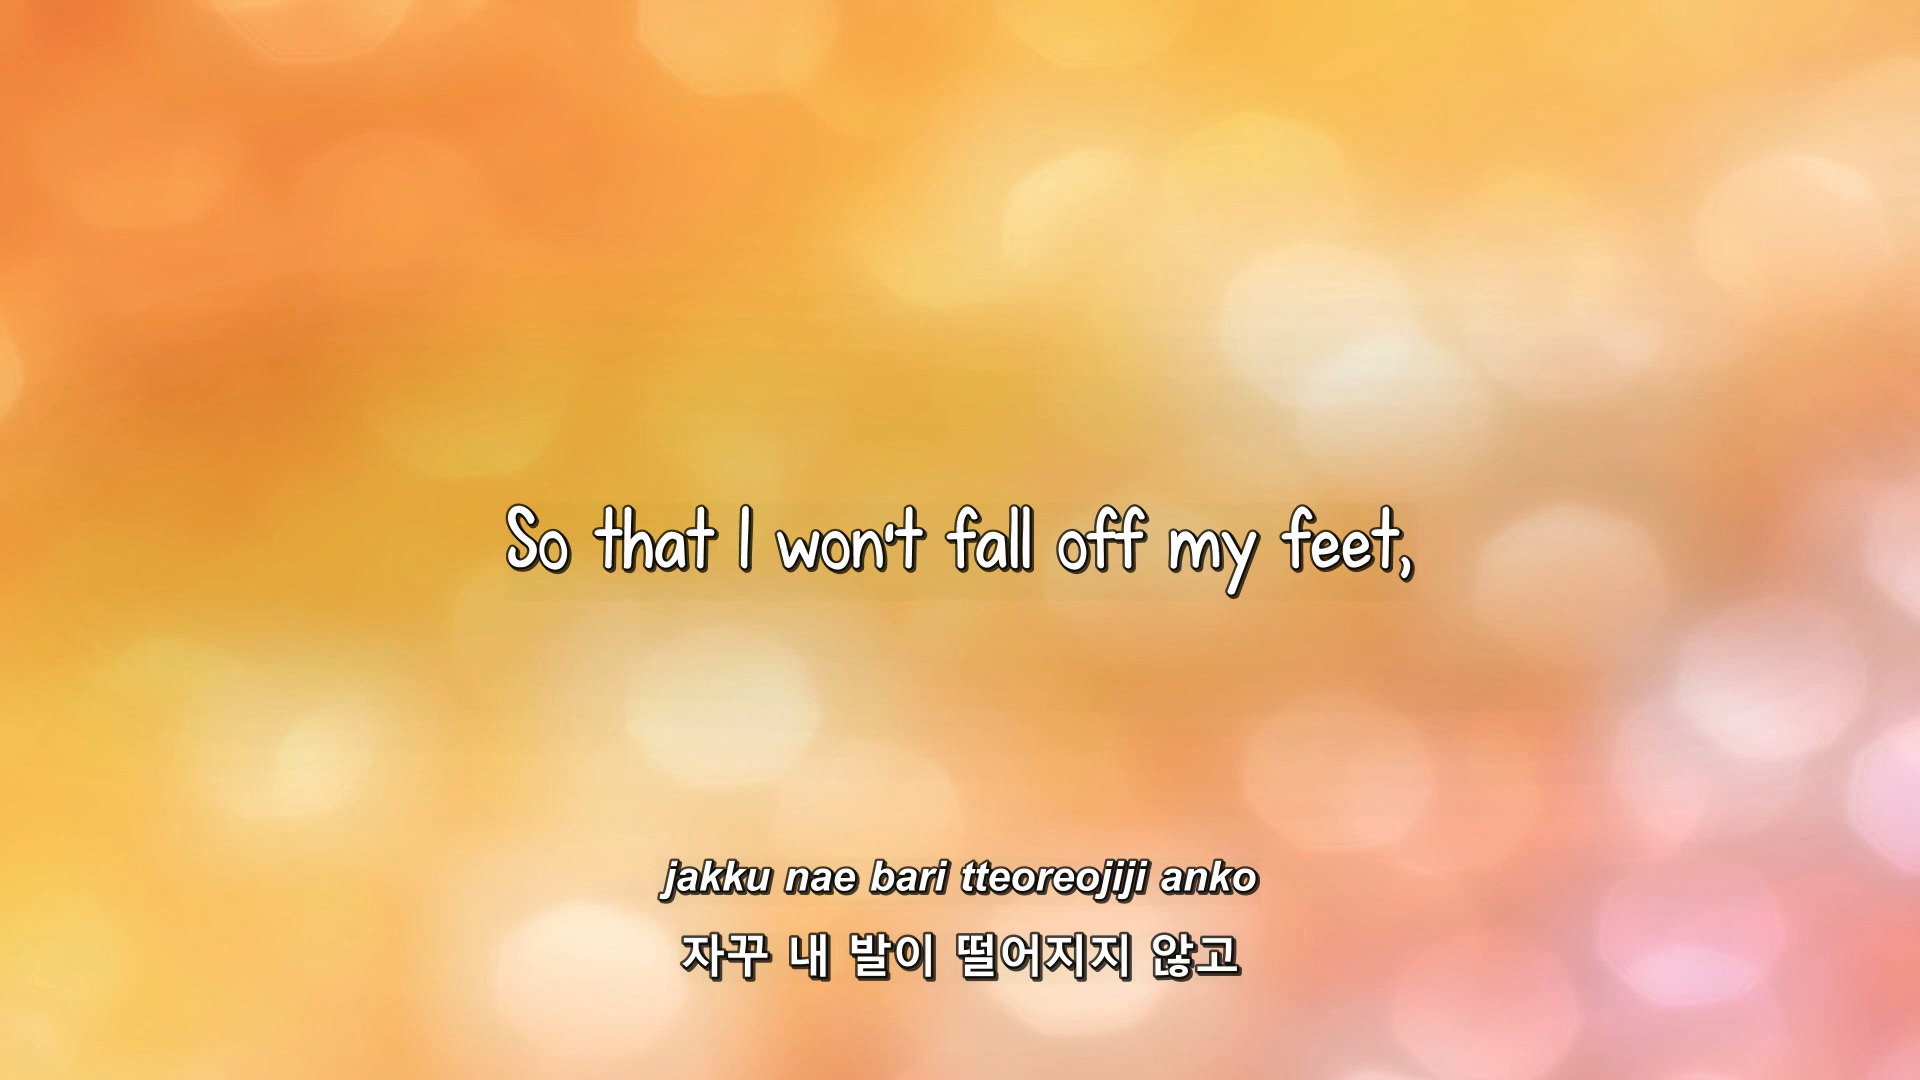 So that I won't fall off my feet,
jakku nae bari tteoreojiji anko
자꾸 내 발이 떨어지지 않고